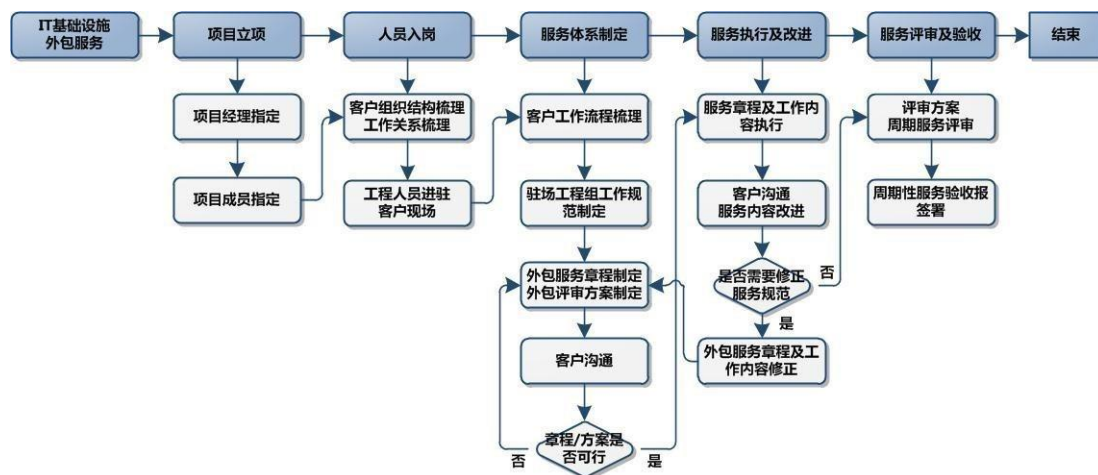 IT基础设施
外包服务
项目立项
人员入岗
服务体系制定
服务执行及改进
服务评审及验收
结束
项目经理指定
项目成员指定
客户组织结构梳理
工作关系梳理
工程人员进驻
客户现场
客户工作流程梳理
驻场工程组工作规
范制定
外包服务章程制定
外包评审方案制定
客户沟通
章程/方案是
否可行
否
是
服务章程及工作内
容执行
客户沟通
服务内容改进
是否需要修正
服务规范
否
是
外包服务章程及工
作内容修正
评审方案
周期服务评审
周期性服务验收报
签署